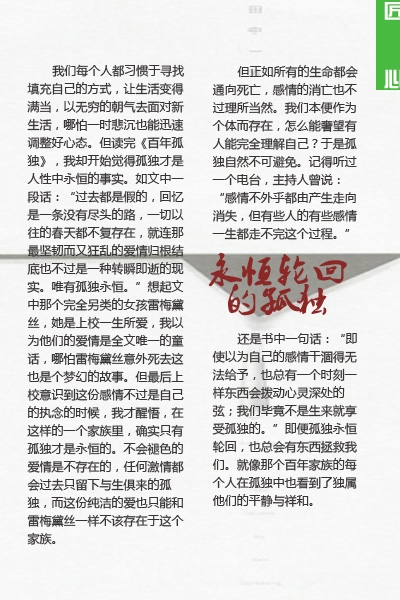 匠
心
我们每个人都习惯于寻找
填充自己的方式，让生活变得
满当，以无穷的朝气去面对新
生活，哪怕一时悲沉也能迅速
调整好心态。但读完《百年孤
独》，我却开始觉得孤独才是
人性中永恒的事实。如文中一
段话：“过去都是假的，回忆
是一条没有尽头的路，一切以
往的春天都不复存在，就连那
最坚韧而又狂乱的爱情归根结
底也不过是一种转瞬即逝的现
实。唯有孤独永恒。”想起文
中那个完全另类的女孩雷梅黛
丝，她是上校一生所爱，我以
为他们的爱情是全文唯一的童
话，哪怕雷梅黛丝意外死去这
也是个梦幻的故事。但最后上
校意识到这份感情不过是自己
的执念的时候，我才醒悟，在
这样的一个家族里，确实只有
孤独才是永恒的。不会褪色的
爱情是不存在的，任何激情都
会过去只留下与生俱来的孤
独，而这份纯洁的爱也只能和
雷梅黛丝一样不该存在于这个
家族。
但正如所有的生命都会
通向死亡，感情的消亡也不
过理所当然。我们本便作为
个体而存在，怎么能奢望有
人能完全理解自己？于是孤
独自然不可避免。记得听过
一个电台，主持人曾说：
“感情不外乎都由产生走向
消失，但有些人的有些感情
一生都走不完这个过程。”
永恒轮回
的孤独
还是书中一句话：“即
使以为自己的感情干涸得无
法给予，也总有一个时刻一
样东西会拨动心灵深处的
弦；我们毕竟不是生来就享
受孤独的。”即便孤独永恒
轮回，也总会有东西拯救我
们。就像那个百年家族的每
个人在孤独中也看到了独属
他们的平静与祥和。